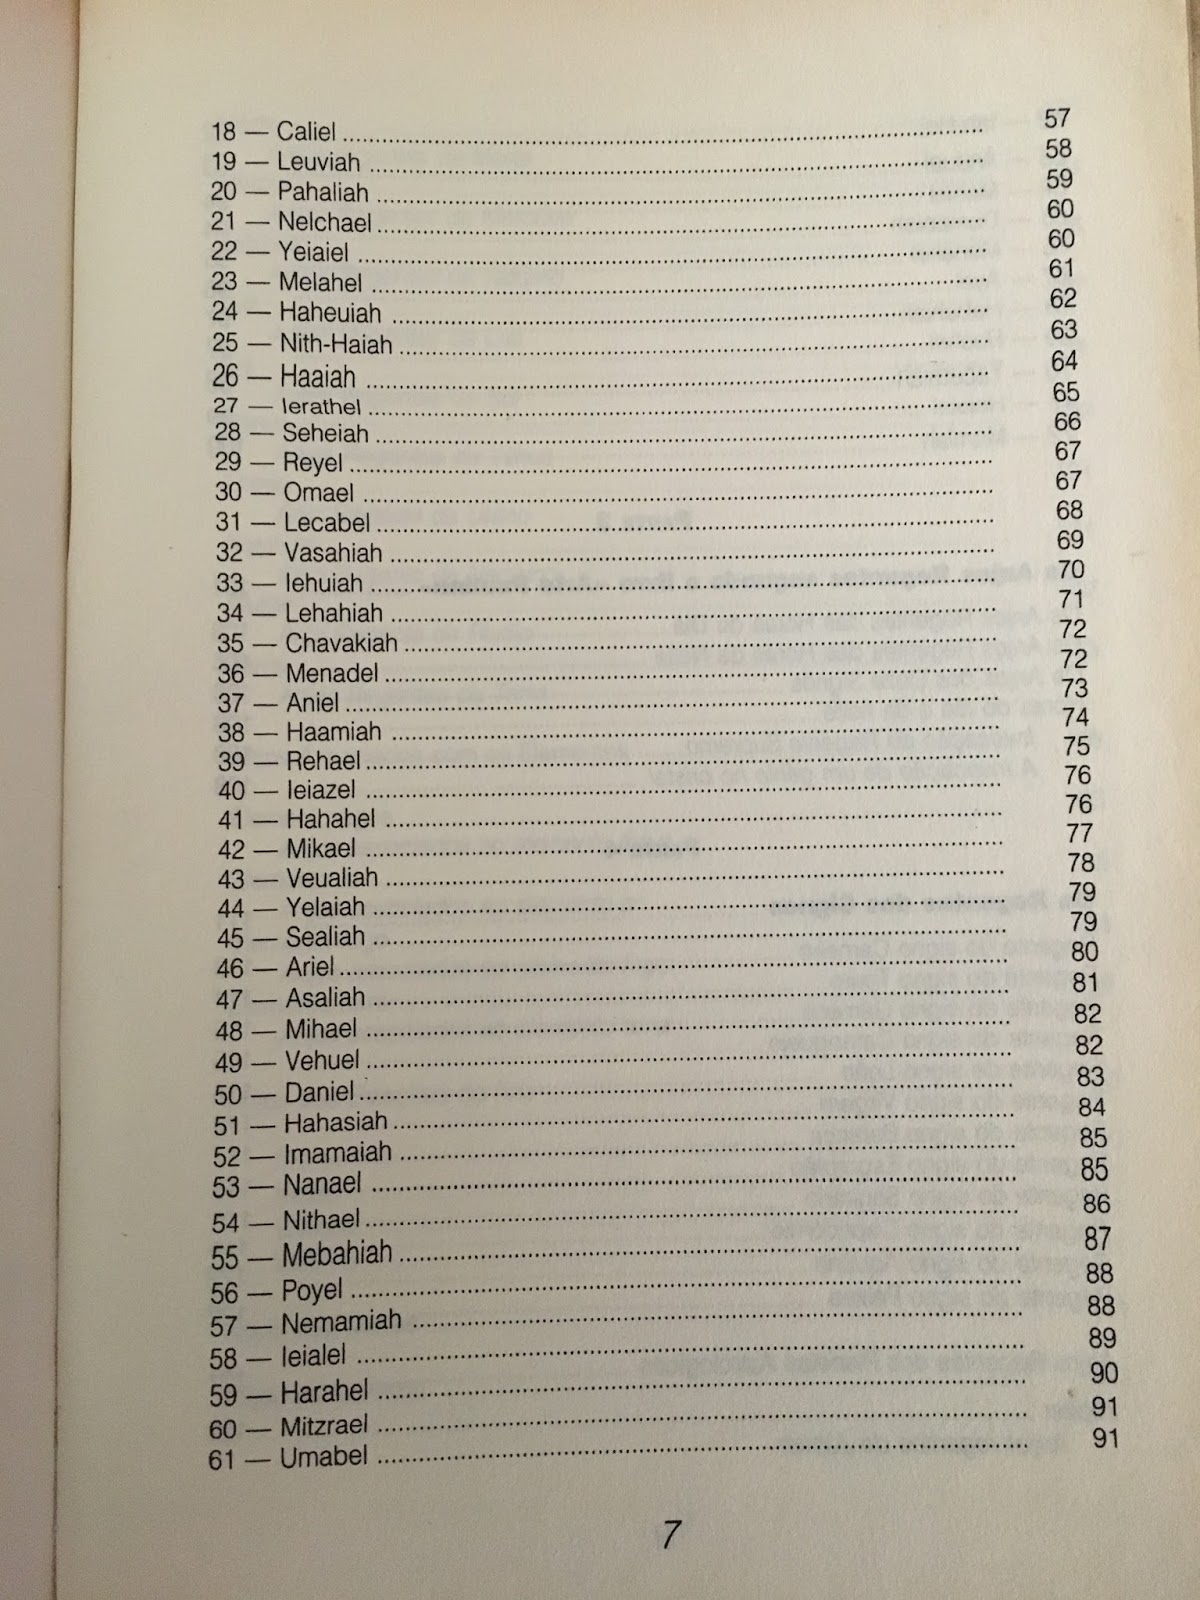 18 — Caliel ........ 57
19 — Leuviah ........ 58
20 — Pahaliah ........ 59
21 — Nelchael ........ 60
22 — Yeiaiel ........ 60
23 — Melahel ........ 61
24 — Haheuiah ........ 62
25 — Nith-Haiah ........ 63
26 — Haaiah ........ 64
27 — Ierathel ........ 65
28 — Seheiah ........ 66
29 — Reyel ........ 67
30 — Omael ........ 67
31 — Lecabel ........ 68
32 — Vasahiah ........ 69
33 — Iehuiah ........ 70
34 — Lehahiah ........ 71
35 — Chavakiah ........ 72
36 — Menadel ........ 72
37 — Aniel ........ 73
38 — Haamiah ........ 74
39 — Rehael ........ 75
40 — Ieiazel ........ 76
41 — Hahahel ........ 76
42 — Mikael ........ 77
43 — Veualiah ........ 78
44 — Yelaiah ........ 79
45 — Sealiah ........ 79
46 — Ariel ........ 80
47 — Asaliah ........ 81
48 — Mihael ........ 82
49 — Vehuel ........ 82
50 — Daniel ........ 83
51 — Hahasiah ........ 84
52 — Imamaiah ........ 85
53 — Nanael ........ 85
54 — Nithael ........ 86
55 — Mebahiah ........ 87
56 — Poyel ........ 88
57 — Nemamiah ........ 88
58 — Ieialel ........ 89
59 — Harahel ........ 90
60 — Mitzrael ........ 91
61 — Umabel ........ 91
7